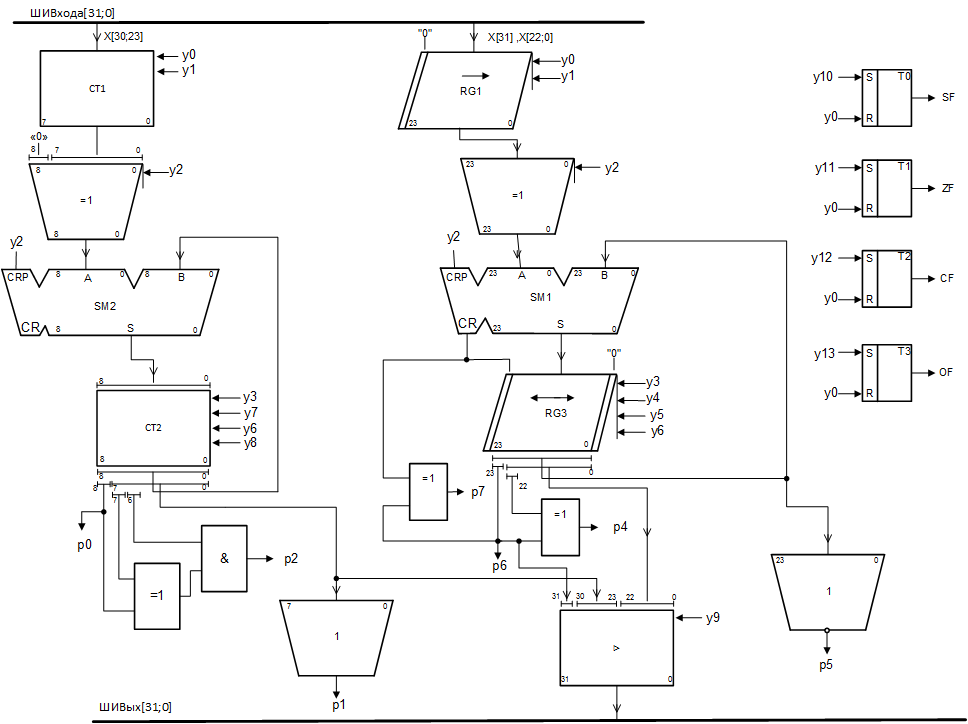 ШИВхода[31;0]
X[30;23]
"0"
X[31] ,X[22;0]
y0
y1
CT1
7 0
y0
y1
RG1
23 0
y10 S T0 SF
y0 R
«0»
8 7 0
8 0
y2
=1
8 0
23 0
y2
=1
23 0
y11 S T1 ZF
y0 R
y2
CRP 8 A 0 8 B 0
SM2
CR 8 S 0
y2
CRP 23 A 0 23 B 0
SM1
CR 23 S 0
y12 S T2 CF
y0 R
"0"
8 0
y3
y7
y6
y8
CT2
8 0
y3
y4
y5
y6
RG3
23 0
y13 S T3 OF
y0 R
8 0
8 7 0
7 6
p0
& p2
=1
=1 p7
23 0
22
=1 p4
p6
7 0
1
p1
31 30 23 22 0
y9
▷
31 0
23 0
1
p5
ШИВых[31;0]